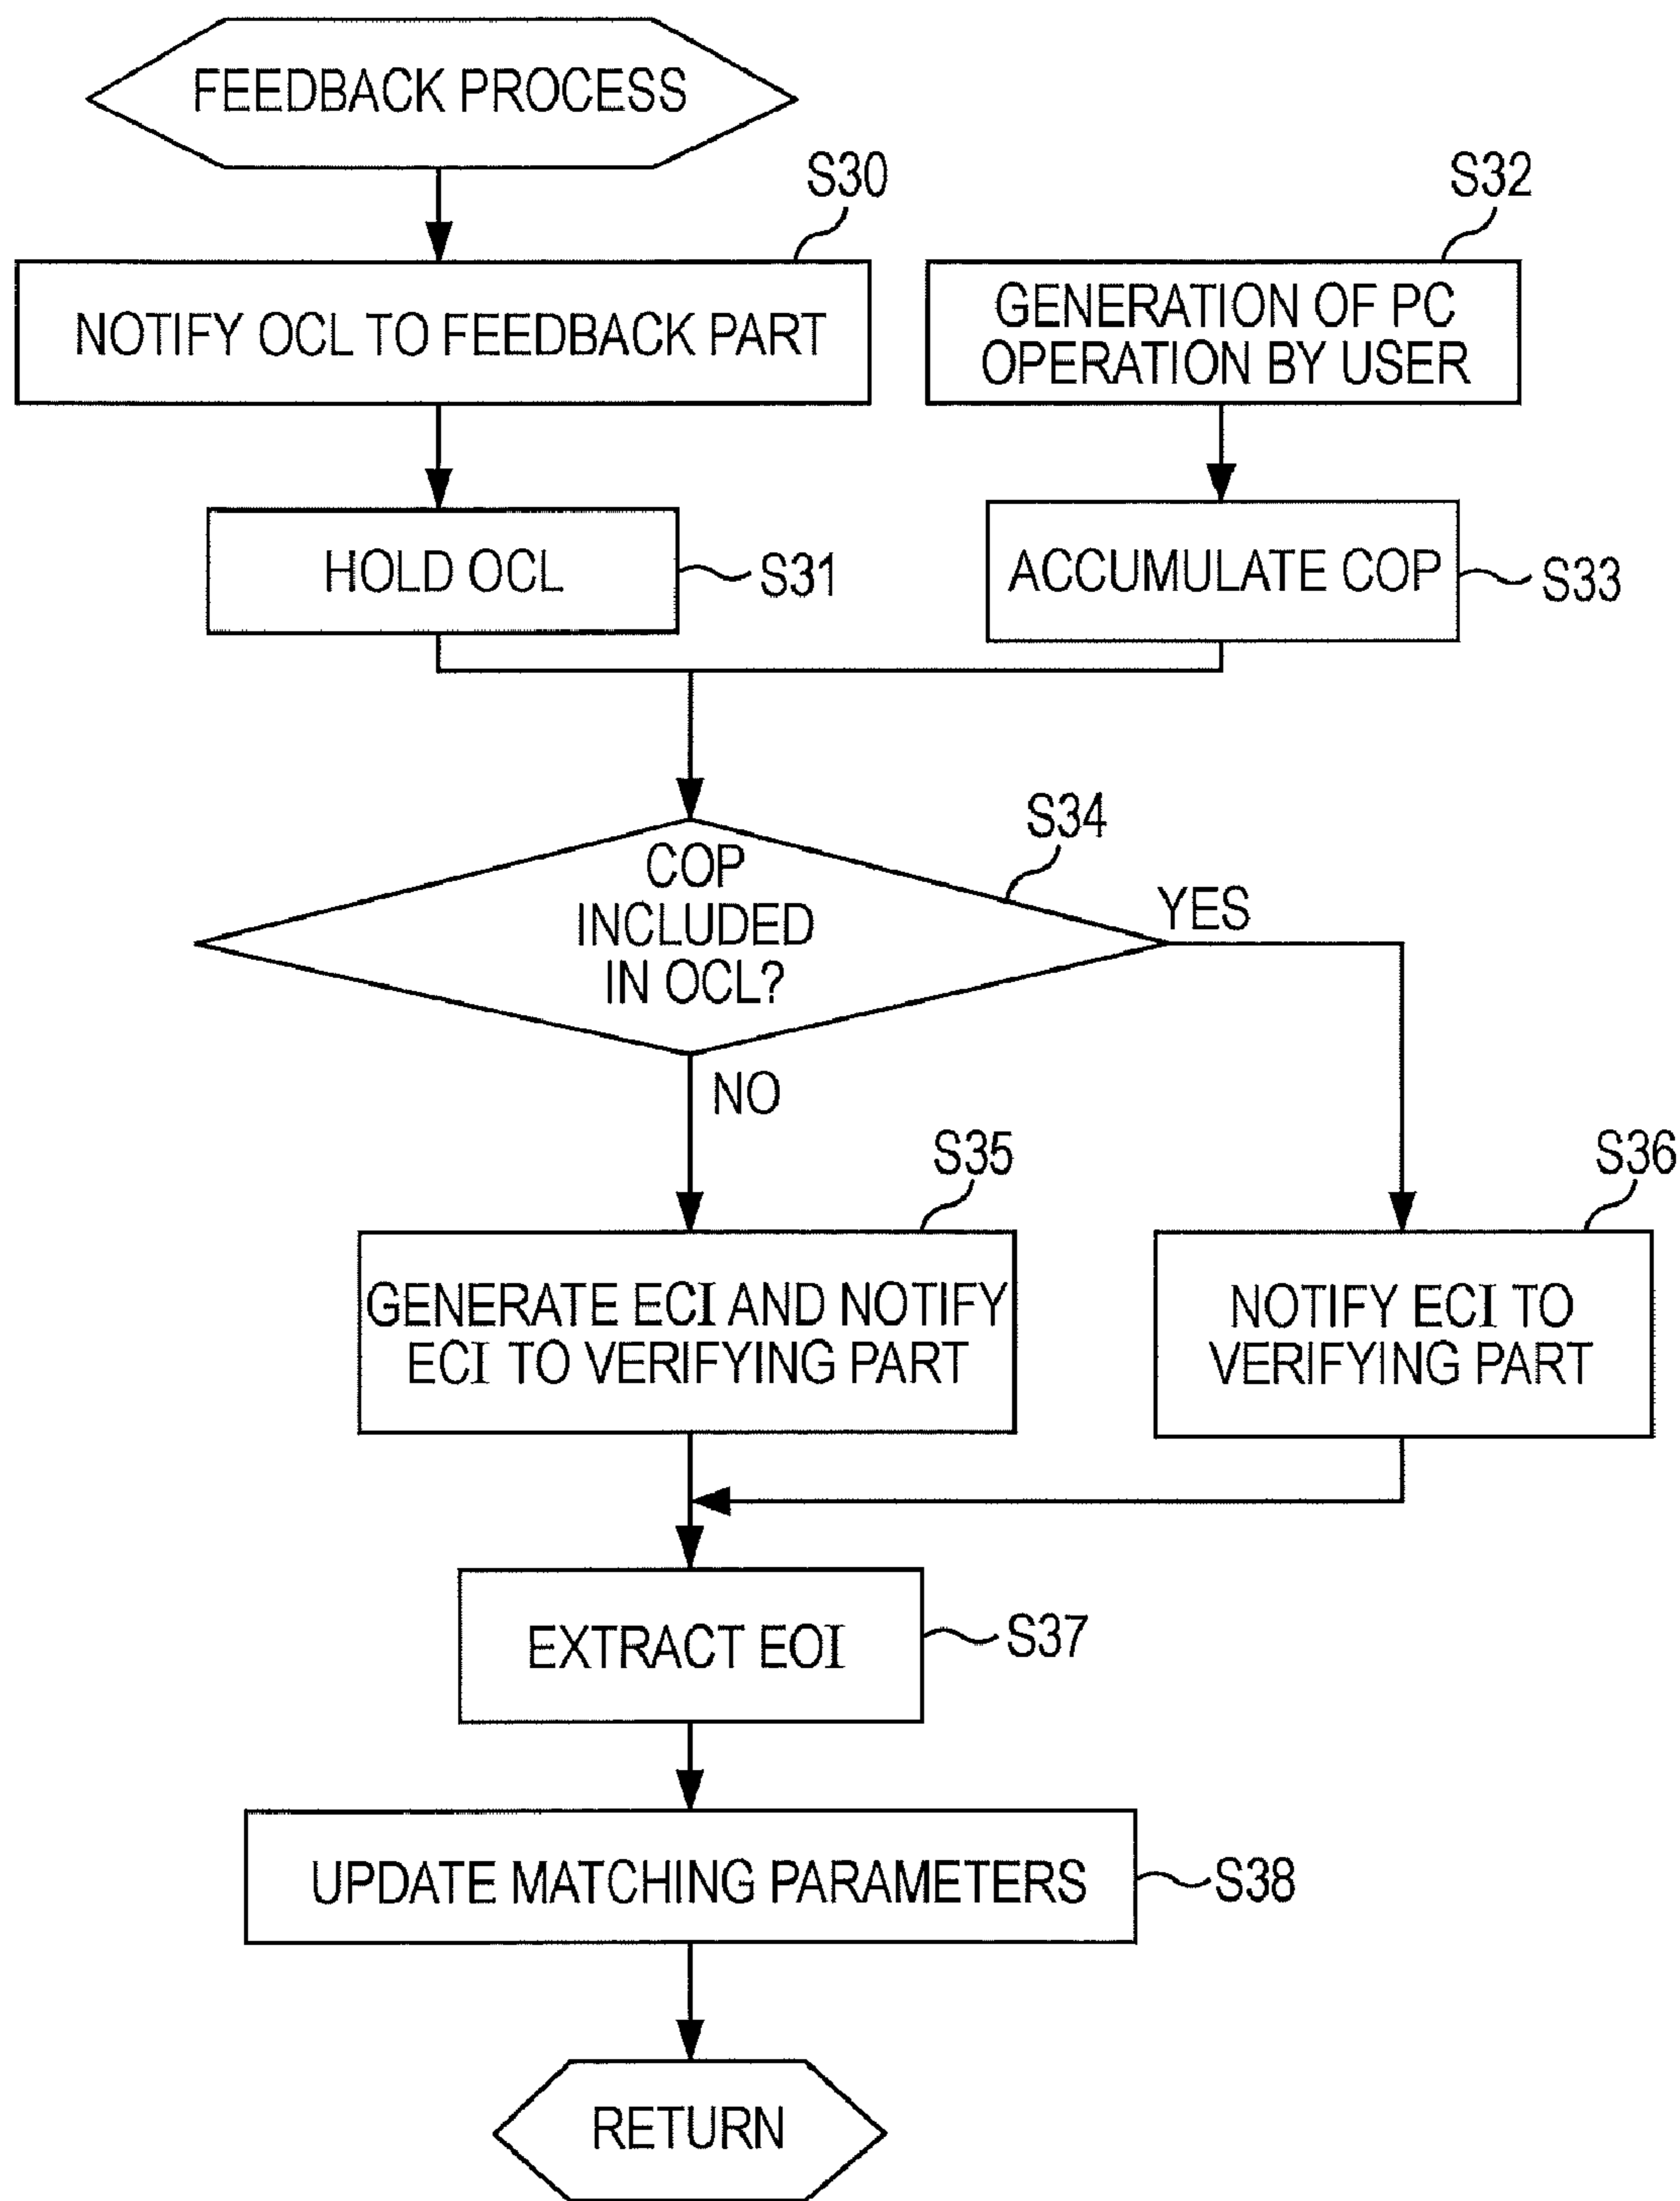 FEEDBACK PROCESS
S30
S32
NOTIFY OCL TO FEEDBACK PART
GENERATION OF PC
OPERATION BY USER
HOLD OCL
S31
ACCUMULATE COP
S33
S34
COP
INCLUDED
IN OCL?
YES
NO
S35
S36
GENERATE ECI AND NOTIFY
ECI TO VERIFYING PART
NOTIFY ECI TO
VERIFYING PART
EXTRACT EOI
S37
UPDATE MATCHING PARAMETERS
S38
RETURN